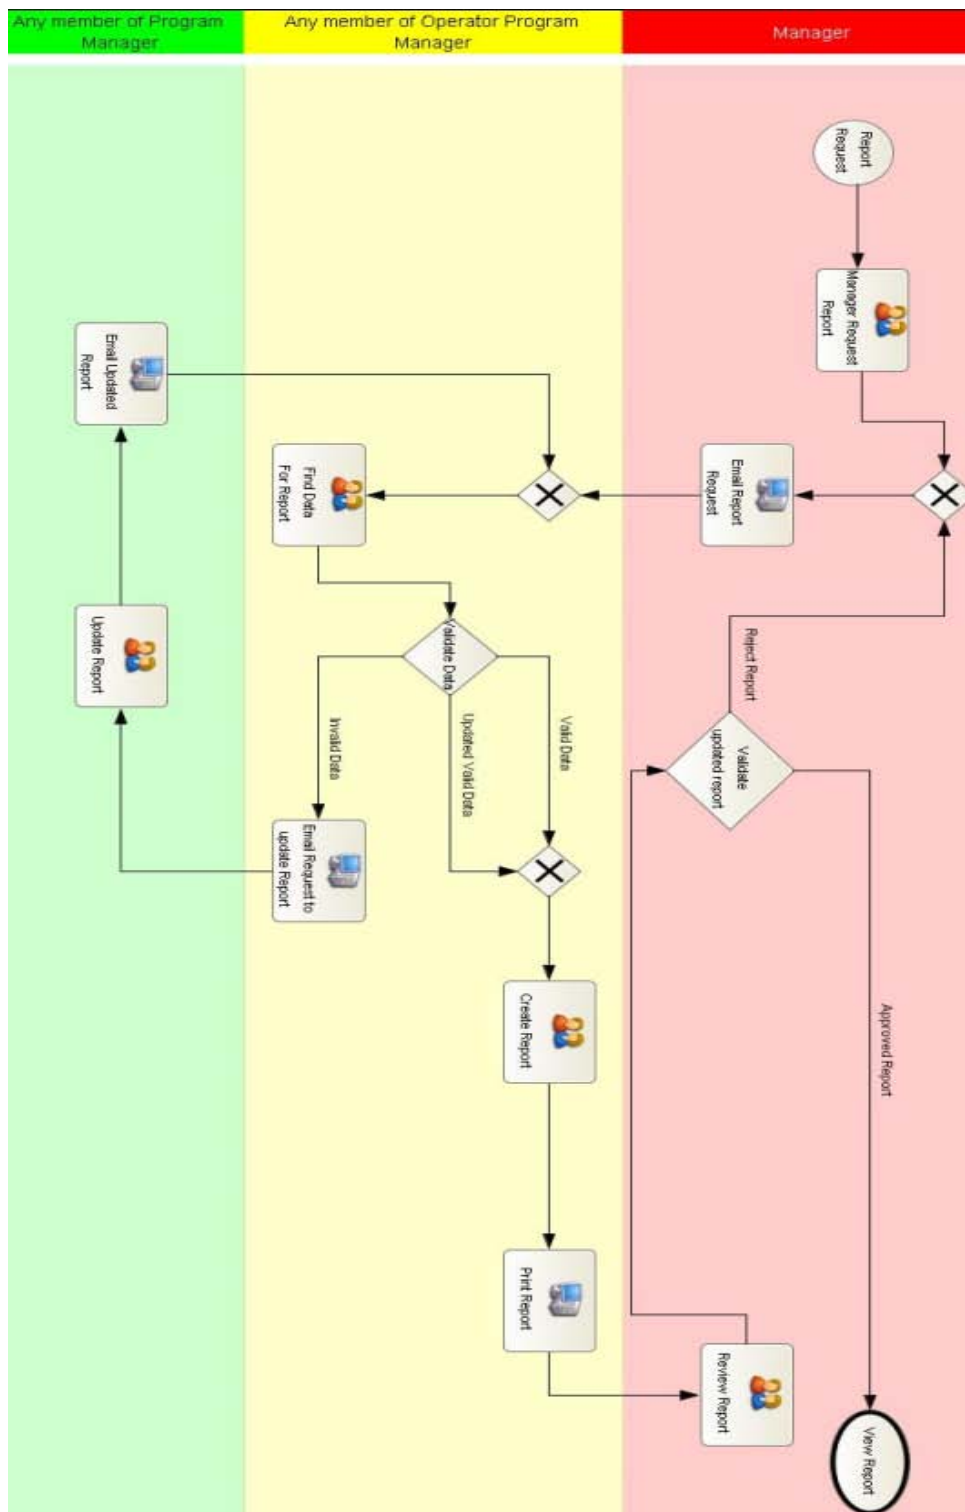 Any member of Program
Manager
Any member of Operator Program
Manager
Manager
Report
Request
Manager Request
Report
Email Report
Request
Email Updated
Report
Find Data
For Report
Validate Data
Update Report
Reject Report
Validate
updated report
Invalid Data
Updated Valid Data
Valid Data
Email Request to
update Report
Create Report
Approved Report
Print Report
Review Report
View Report